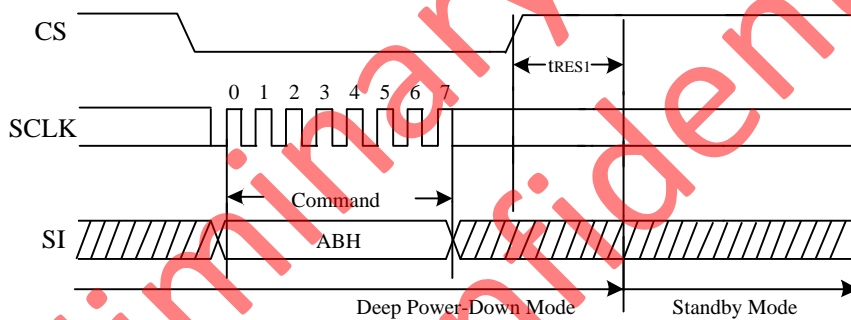 CS
tRES1
0 1 2 3 4 5 6 7
SCLK
Command
SI
ABH
Deep Power-Down Mode Standby Mode